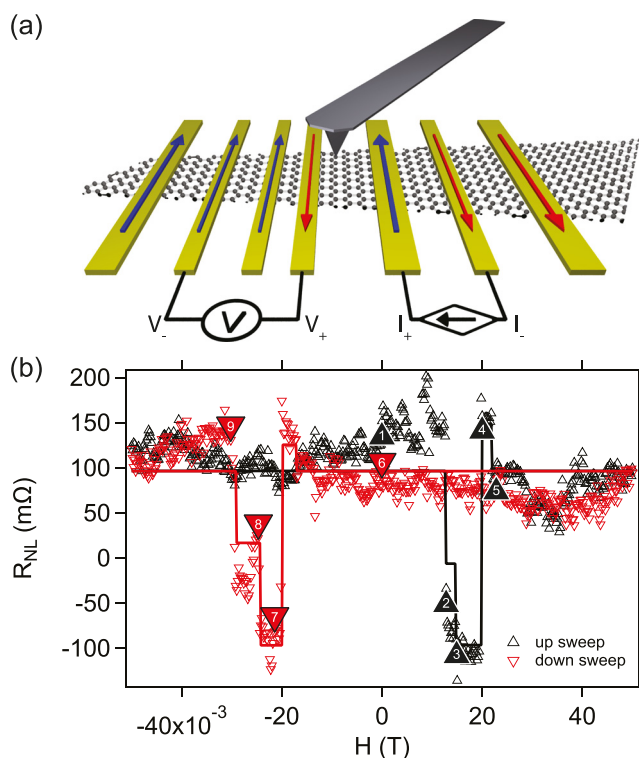 (a)
V
V- V+ I+ I-
(b)
200
150
100
50
0
-50
-100
R_NL (mΩ)
1
2
3
4
5
6
7
8
9
up sweep
down sweep
-40x10⁻³ -20 0 20 40
H (T)